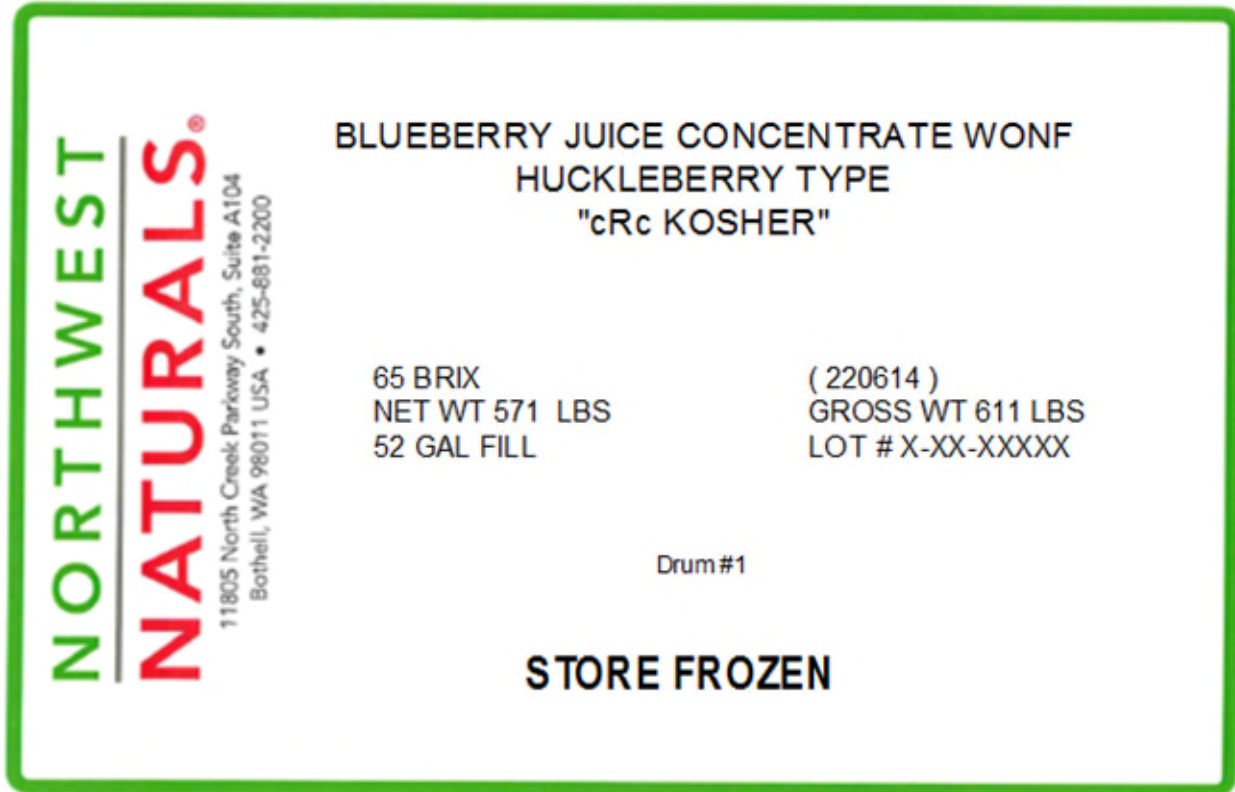 NORTHWEST
NATURALS®
11805 North Creek Parkway South, Suite A104
Bothell, WA 98011 USA • 425-881-2200
BLUEBERRY JUICE CONCENTRATE WONF
HUCKLEBERRY TYPE
"cRc KOSHER"
65 BRIX
NET WT 571 LBS
52 GAL FILL
( 220614 )
GROSS WT 611 LBS
LOT # X-XX-XXXXX
Drum #1
STORE FROZEN